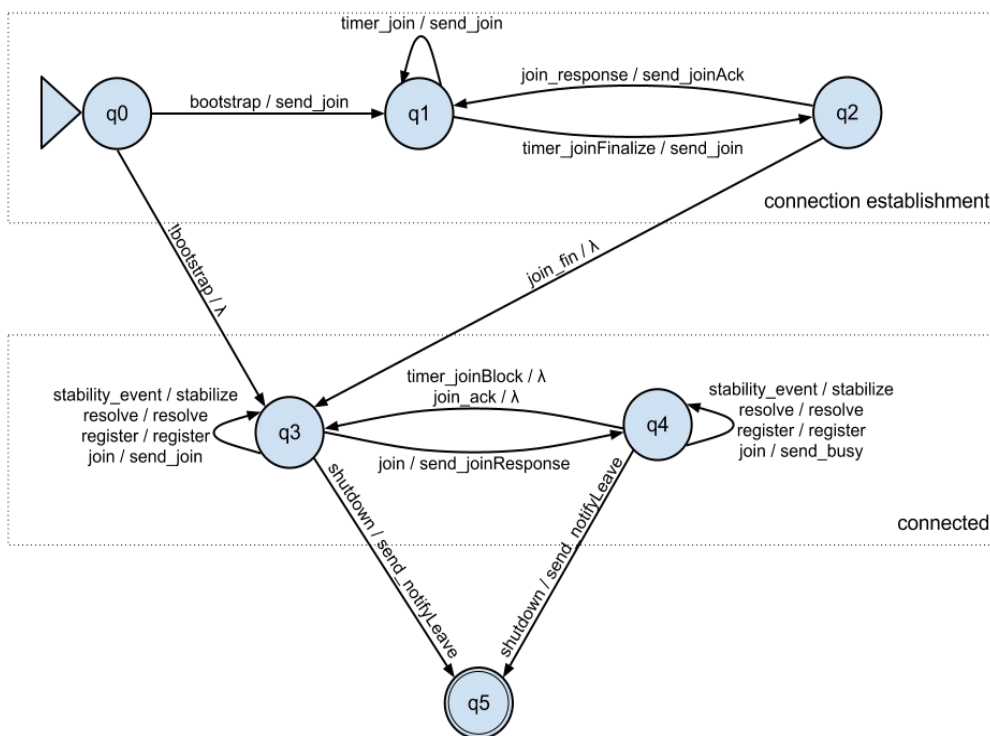 timer_join / send_join
q0
bootstrap / send_join
q1
join_response / send_joinAck
timer_joinFinalize / send_join
q2
connection establishment
!bootstrap / λ
join_fin / λ
stability_event / stabilize
resolve / resolve
register / register
join / send_join
q3
timer_joinBlock / λ
join_ack / λ
join / send_joinResponse
q4
stability_event / stabilize
resolve / resolve
register / register
join / send_busy
connected
shutdown / send_notifyLeave
shutdown / send_notifyLeave
q5